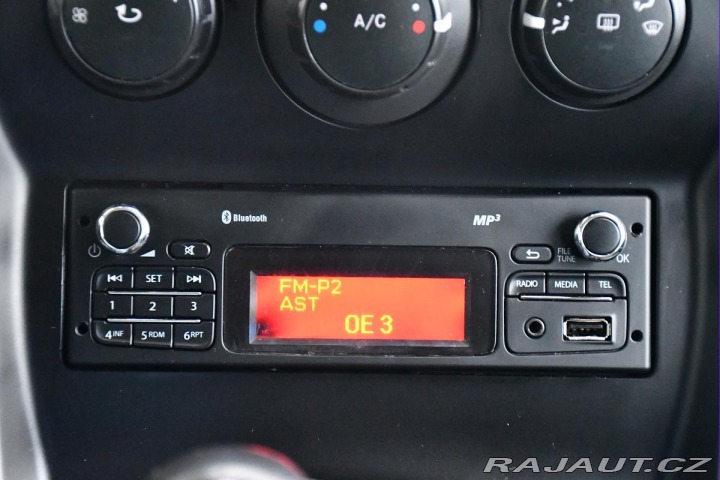 A/C
Bluetooth
MP3
FILE
TUNE
OK
SET
RADIO MEDIA TEL
1 2 3
4INF 5RDM 6RPT
FM-P2
AST
OE 3
RAJAUT.CZ